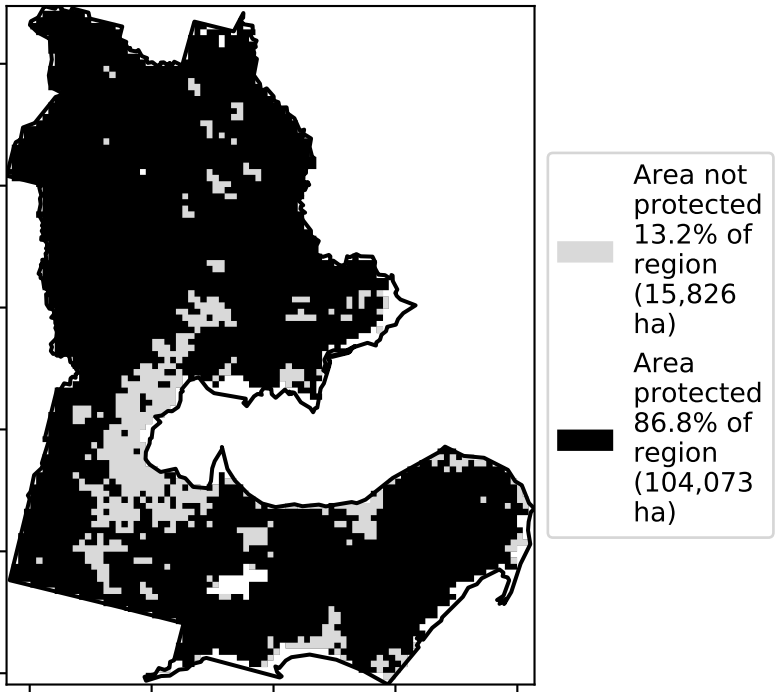 Area not
protected
13.2% of
region
(15,826
ha)
Area
protected
86.8% of
region
(104,073
ha)